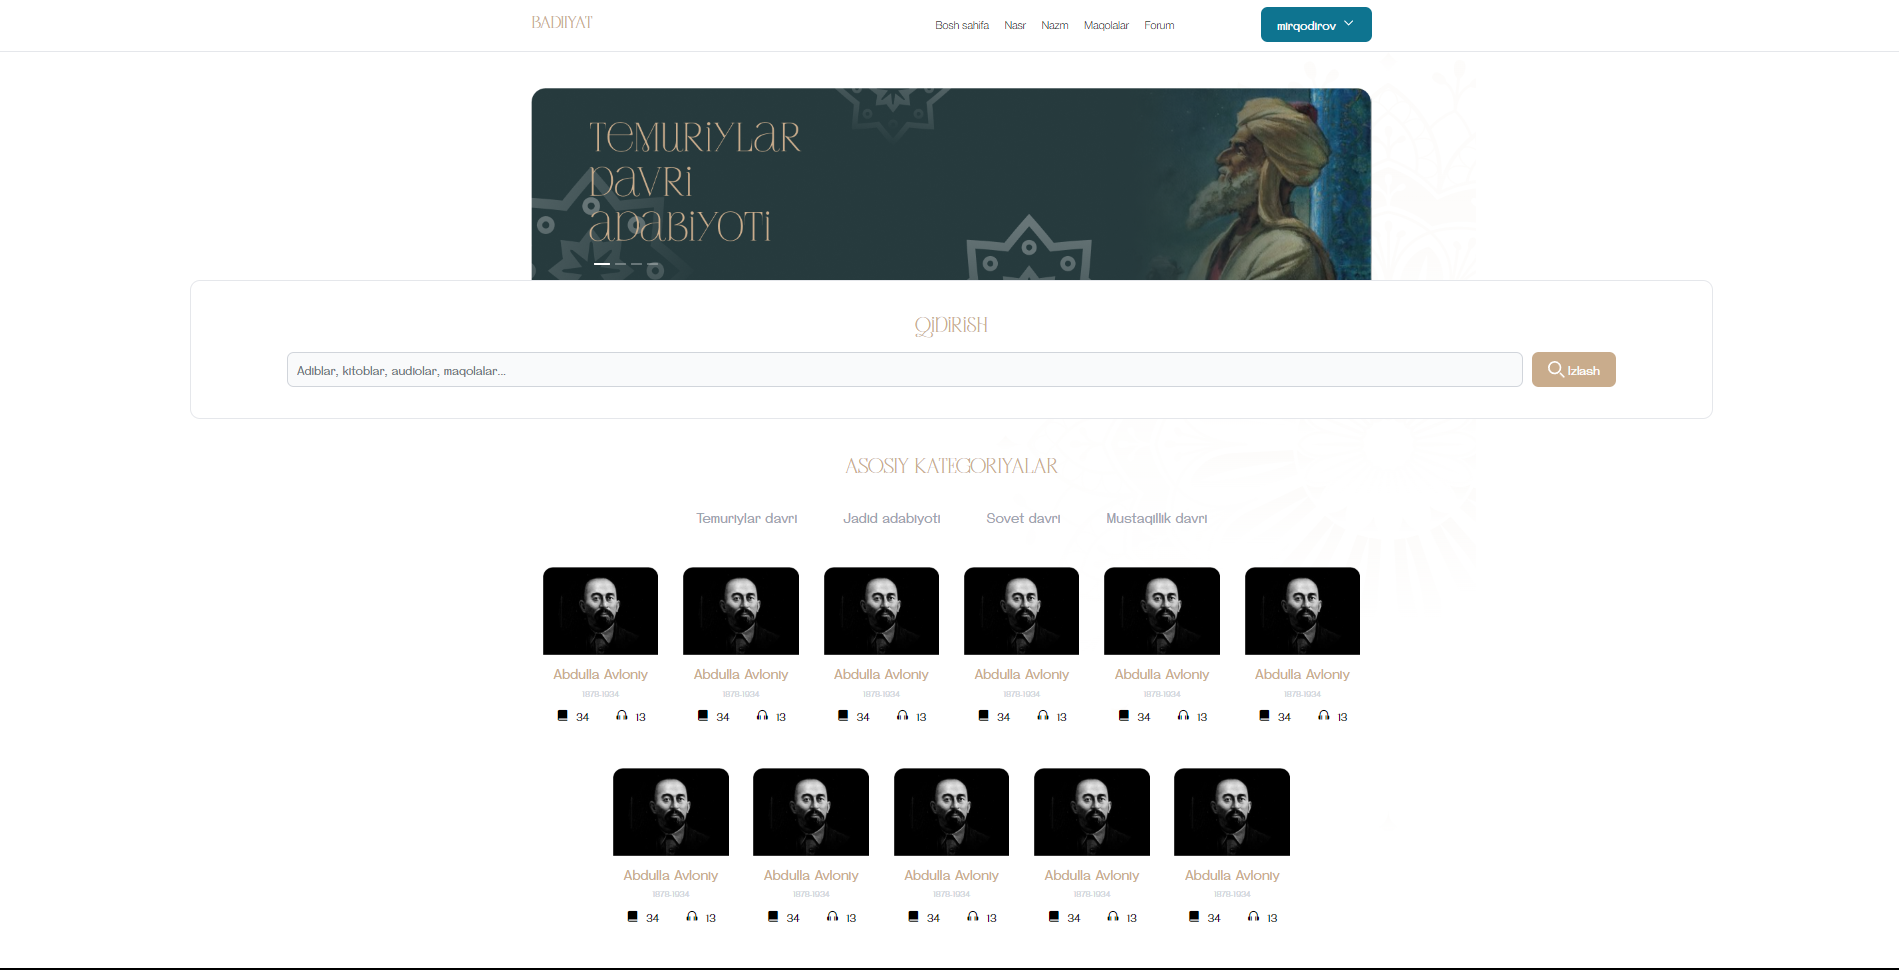 BADIIYAT
Bosh sahifa Nasr Nazm Maqolalar Forum
mirqodirov
TEMURIYLAR
DAVRI
ADABIYOTI
QIDIRISH
Adiblar, kitoblar, audiolar, maqolalar...
Izlash
ASOSIY KATEGORIYALAR
Temuriylar davri Jadid adabiyoti Sovet davri Mustaqillik davri
Abdulla Avloniy Abdulla Avloniy Abdulla Avloniy Abdulla Avloniy Abdulla Avloniy Abdulla Avloniy
1878-1934 1878-1934 1878-1934 1878-1934 1878-1934 1878-1934
34 13 34 13 34 13 34 13 34 13 34 13
Abdulla Avloniy Abdulla Avloniy Abdulla Avloniy Abdulla Avloniy Abdulla Avloniy
1878-1934 1878-1934 1878-1934 1878-1934 1878-1934
34 13 34 13 34 13 34 13 34 13